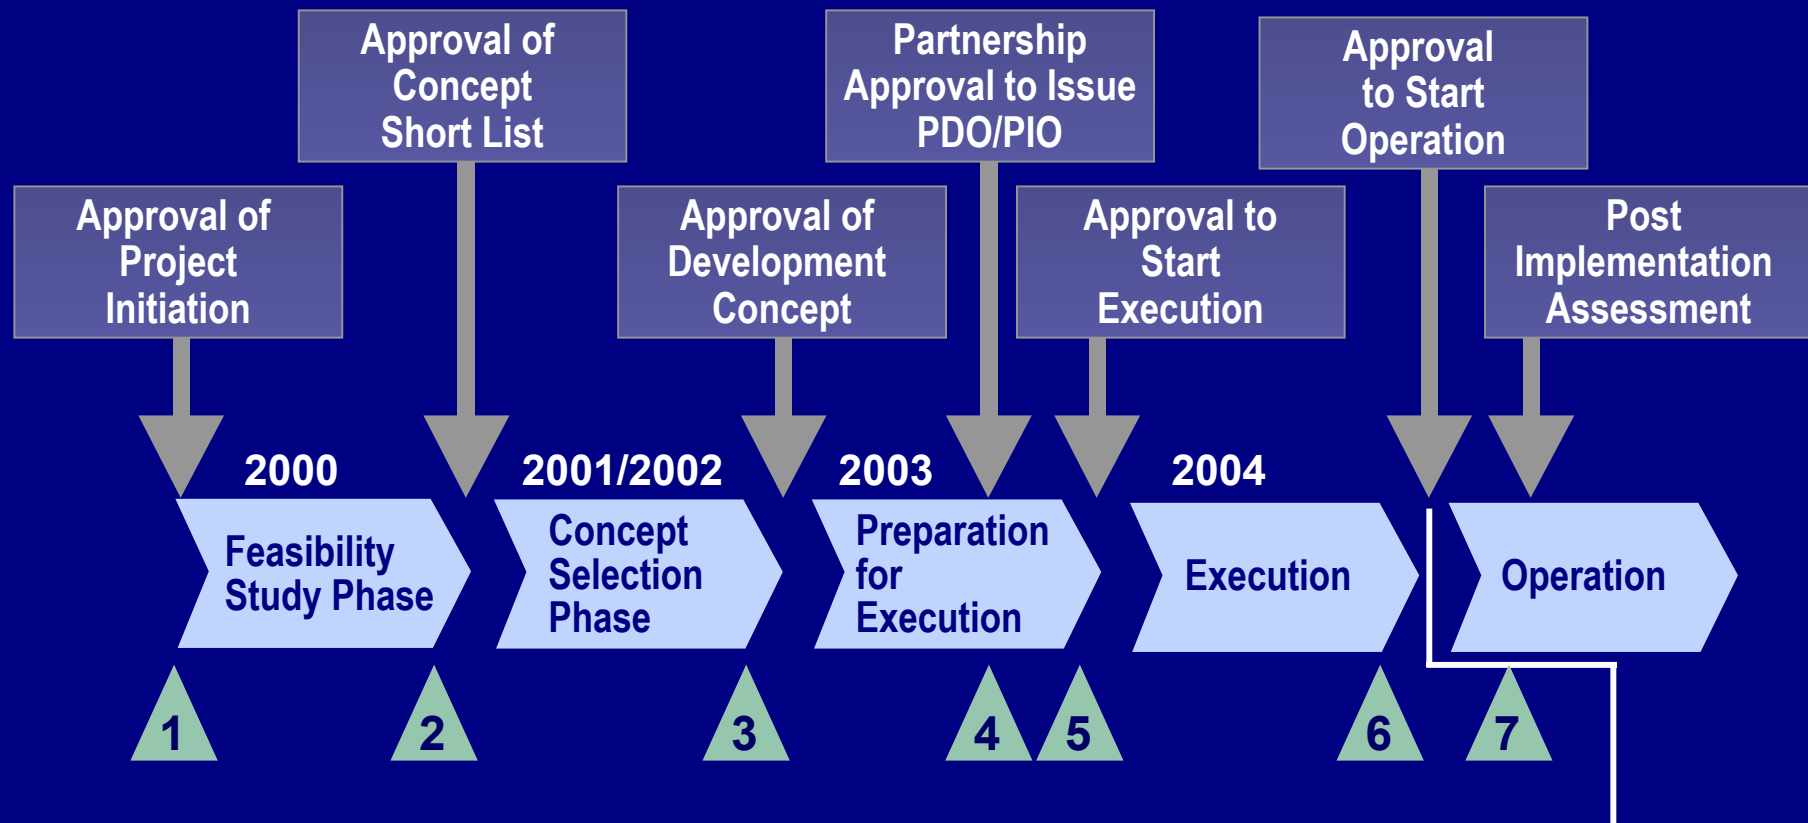 Approval of
Concept
Short List
Partnership
Approval to Issue
PDO/PIO
Approval
to Start
Operation
Approval of
Project
Initiation
Approval of
Development
Concept
Approval to
Start
Execution
Post
Implementation
Assessment
2000
2001/2002
2003
2004
Feasibility
Study Phase
Concept
Selection
Phase
Preparation
for
Execution
Execution
Operation
1
2
3
4
5
6
7